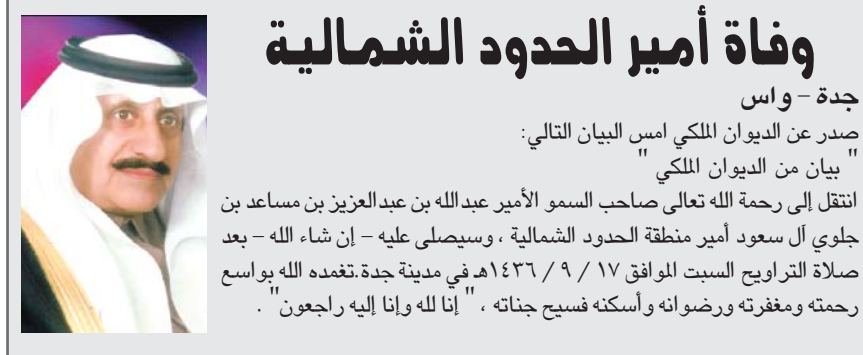 وفاة أمير الحدود الشمالية
جدة – واس
صدر عن الديوان الملكي امس البيان التالي:
" بيان من الديوان الملكي "
انتقل إلى رحمة الله تعالى صاحب السمو الأمير عبدالله بن عبدالعزيز بن مساعد بن
جلوي آل سعود أمير منطقة الحدود الشمالية ، وسيصلى عليه – إن شاء الله – بعد
صلاة التراويح السبت الموافق ١٧ / ٩ / ١٤٣٦هـ في مدينة جدة.تغمده الله بواسع
رحمته ومغفرته ورضوانه وأسكنه فسيح جناته ، " إنا لله وإنا إليه راجعون" .